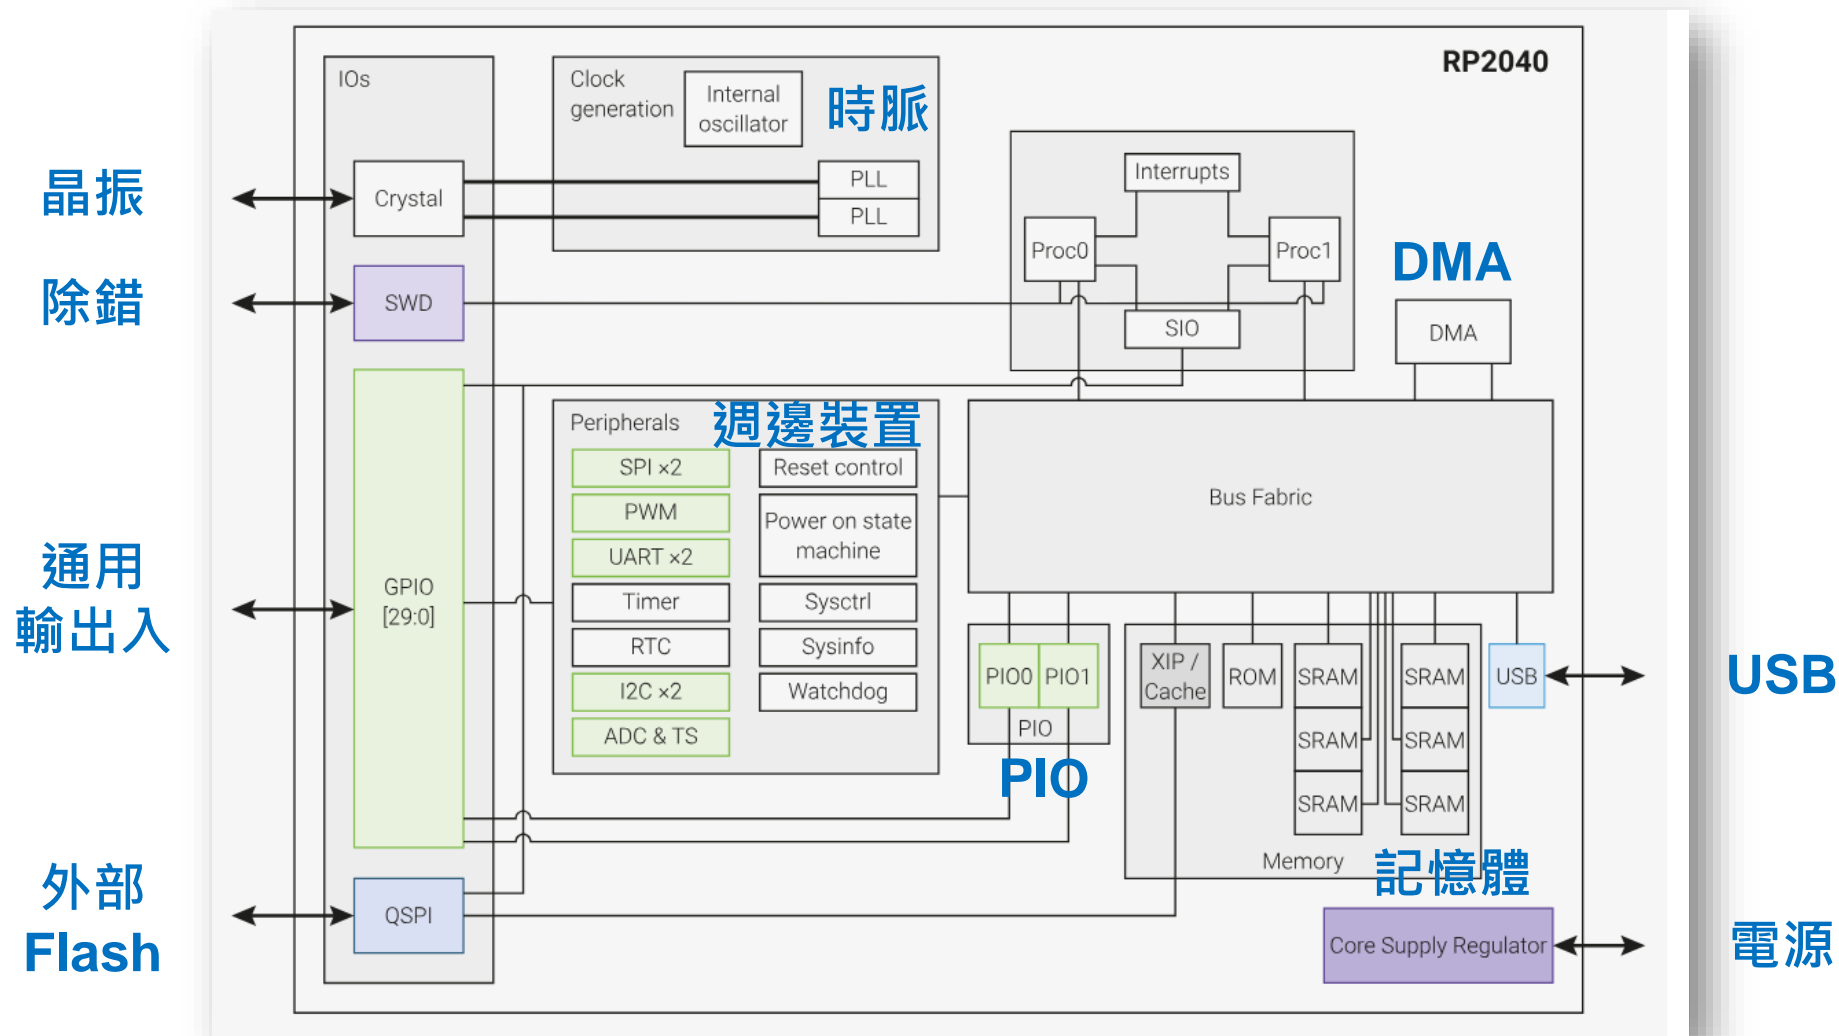 RP2040
IOs
Clock
generation
Internal
oscillator
時脈
晶振
Crystal
PLL
PLL
Interrupts
Proc0
Proc1
DMA
除錯
SWD
SIO
DMA
Peripherals
週邊裝置
SPI ×2
Reset control
PWM
Power on state
machine
UART ×2
Bus Fabric
通用
輸出入
GPIO
[29:0]
Timer
Sysctrl
RTC
Sysinfo
I2C ×2
Watchdog
ADC & TS
PIO0
PIO1
PIO
PIO
XIP /
Cache
ROM
SRAM
SRAM
USB
USB
SRAM
SRAM
SRAM
SRAM
Memory
記憶體
外部
Flash
QSPI
Core Supply Regulator
電源